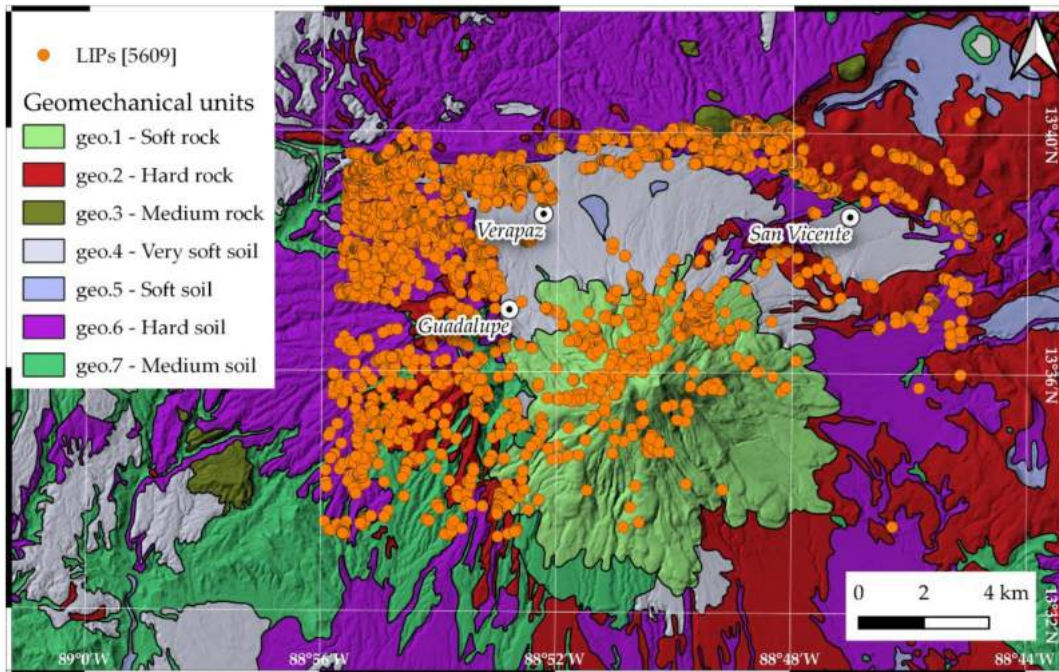 LIPs [5609]
Geomechanical units
geo.1 - Soft rock
geo.2 - Hard rock
geo.3 - Medium rock
geo.4 - Very soft soil
geo.5 - Soft soil
geo.6 - Hard soil
geo.7 - Medium soil
13°40'N
Verapaz
San Vicente
Guadalupe
13°36'N
0 2 4 km
13°32'N
89°0'W 88°56'W 88°52'W 88°48'W 88°44'W